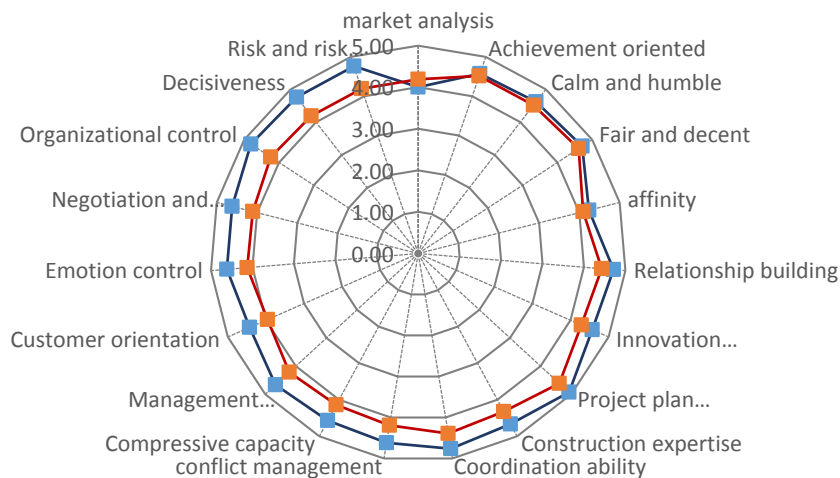 market analysis
5.00
Risk and risk...
Achievement oriented
Decisiveness
4.00
Calm and humble
Organizational control
3.00
Fair and decent
Negotiation and...
2.00
affinity
1.00
Emotion control
0.00
Relationship building
Customer orientation
Innovation...
Management...
Project plan...
Compressive capacity
Construction expertise
conflict management
Coordination ability